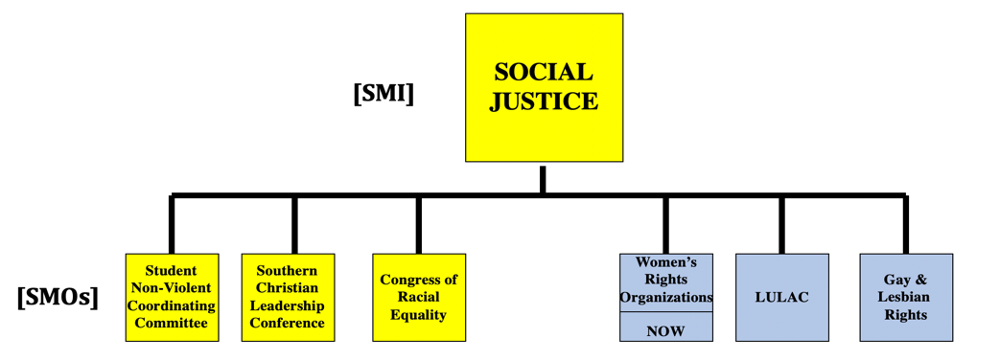 SOCIAL
JUSTICE
[SMI]
[SMOs]
Student
Non-Violent
Coordinating
Committee
Southern
Christian
Leadership
Conference
Congress of
Racial
Equality
Women’s
Rights
Organizations
NOW
LULAC
Gay &
Lesbian
Rights